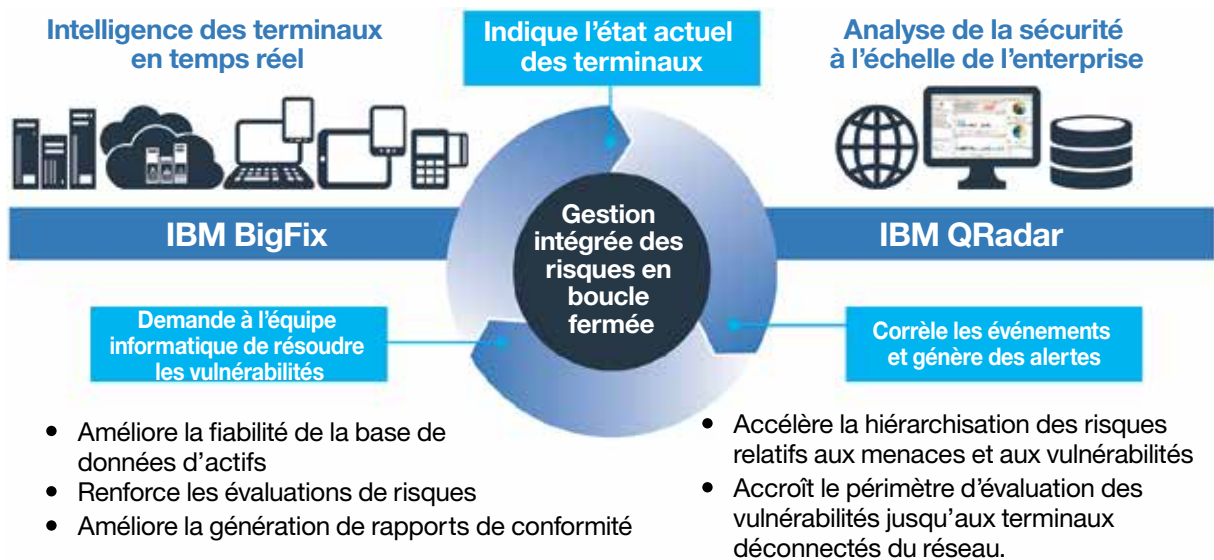 Intelligence des terminaux
en temps réel
Indique l'état actuel
des terminaux
Analyse de la sécurité
à l'échelle de l'enterprise
IBM BigFix
Gestion
intégrée des
risques en
boucle
fermée
IBM QRadar
Demande à l'équipe
informatique de résoudre
les vulnérabilités
Corrèle les événements
et génère des alertes
• Améliore la fiabilité de la base de
données d'actifs
• Renforce les évaluations de risques
• Améliore la génération de rapports de conformité
• Accélère la hiérarchisation des risques
relatifs aux menaces et aux vulnérabilités
• Accroît le périmètre d'évaluation des
vulnérabilités jusqu'aux terminaux
déconnectés du réseau.